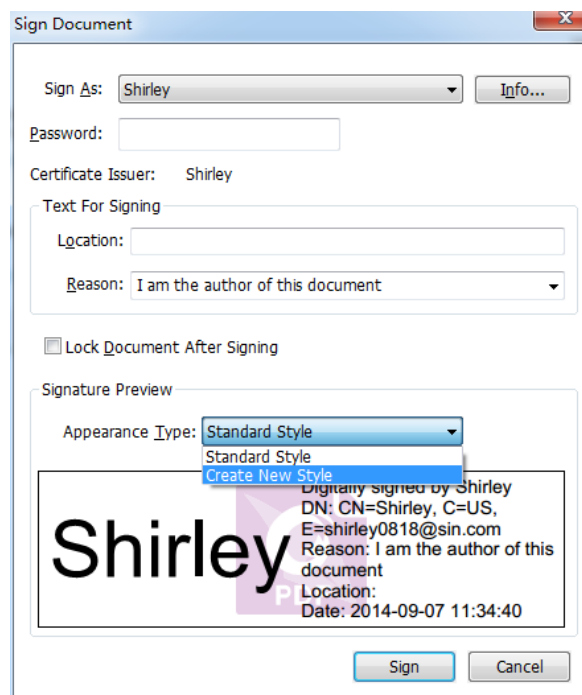 Sign Document
Sign As: Shirley Info...
Password:
Certificate Issuer: Shirley
Text For Signing
Location:
Reason: I am the author of this document
Lock Document After Signing
Signature Preview
Appearance Type: Standard Style
Standard Style
Create New Style
Shirley
Digitally signed by Shirley
DN: CN=Shirley, C=US,
E=shirley0818@sin.com
Reason: I am the author of this
document
Location:
Date: 2014-09-07 11:34:40
PDF
Sign Cancel